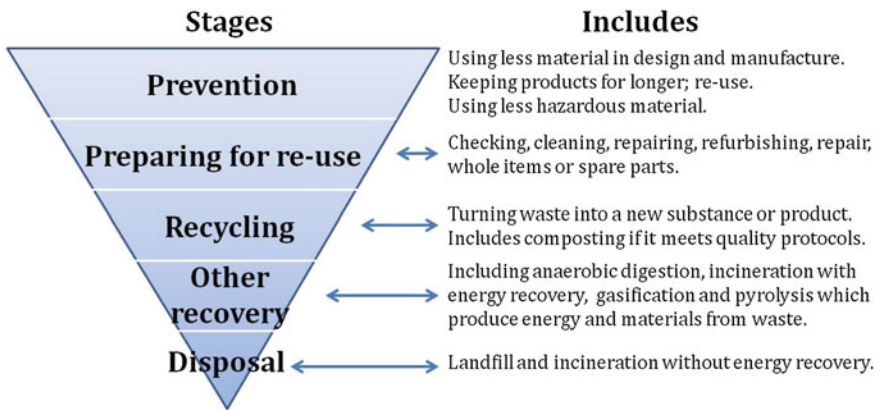 Stages
Includes
Prevention
Using less material in design and manufacture.
Keeping products for longer; re-use.
Using less hazardous material.
Preparing for re-use
Checking, cleaning, repairing, refurbishing, repair,
whole items or spare parts.
Recycling
Turning waste into a new substance or product.
Includes composting if it meets quality protocols.
Other
recovery
Including anaerobic digestion, incineration with
energy recovery, gasification and pyrolysis which
produce energy and materials from waste.
Disposal
Landfill and incineration without energy recovery.